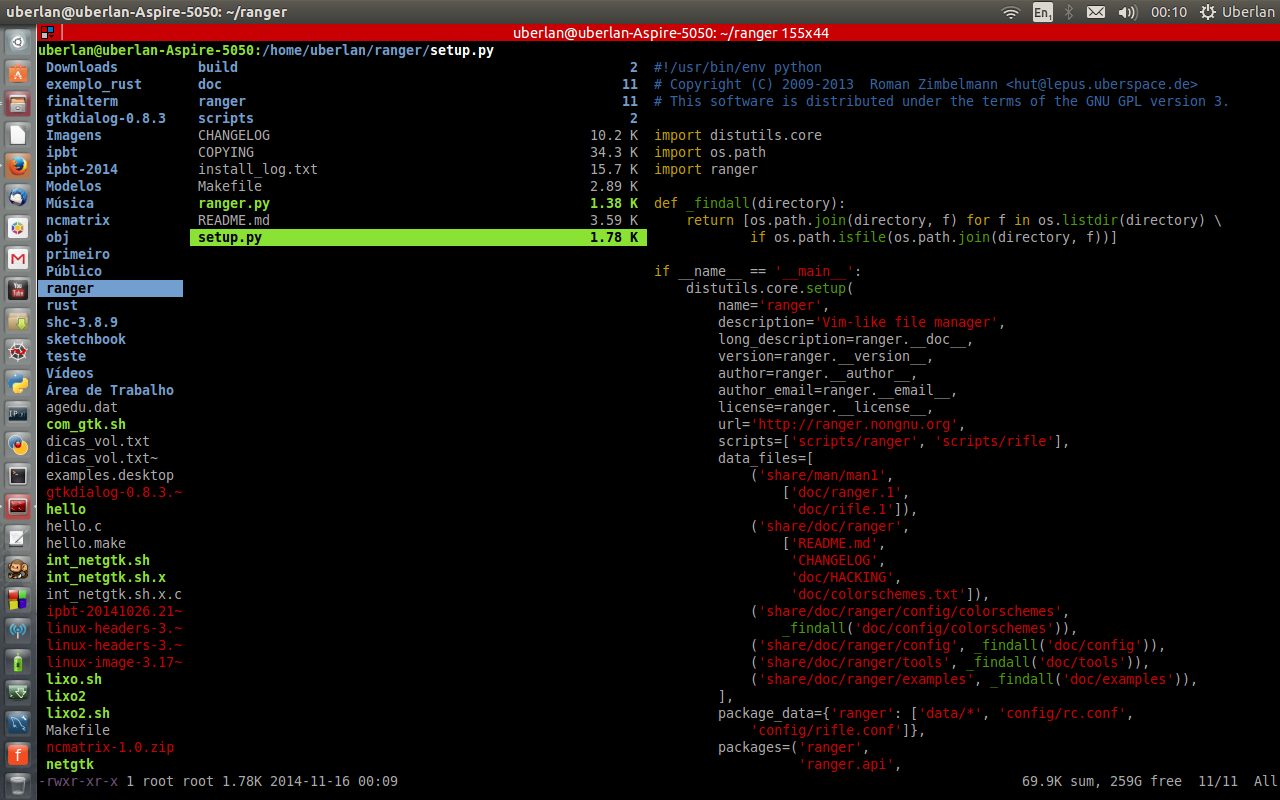 uberlan@uberlan-Aspire-5050: ~/ranger
En1
00:10
Uberlan
uberlan@uberlan-Aspire-5050: ~/ranger 155x44
uberlan@uberlan-Aspire-5050:/home/uberlan/ranger/setup.py
Downloads
exemplo_rust
finalterm
gtkdialog-0.8.3
Imagens
ipbt
ipbt-2014
Modelos
Música
ncmatrix
obj
primeiro
Público
ranger
rust
shc-3.8.9
sketchbook
teste
Vídeos
Área de Trabalho
agedu.dat
com_gtk.sh
dicas_vol.txt
dicas_vol.txt~
examples.desktop
gtkdialog-0.8.3.~
hello
hello.c
hello.make
int_netgtk.sh
int_netgtk.sh.x
int_netgtk.sh.x.c
ipbt-20141026.21~
linux-headers-3.~
linux-headers-3.~
linux-image-3.17~
lixo.sh
lixo2
lixo2.sh
Makefile
ncmatrix-1.0.zip
netgtk
build 2
doc 11
ranger 11
scripts 2
CHANGELOG 10.2 K
COPYING 34.3 K
install_log.txt 15.7 K
Makefile 2.89 K
ranger.py 1.38 K
README.md 3.59 K
setup.py 1.78 K
#!/usr/bin/env python
# Copyright (C) 2009-2013  Roman Zimbelmann <hut@lepus.uberspace.de>
# This software is distributed under the terms of the GNU GPL version 3.
import distutils.core
import os.path
import ranger
def _findall(directory):
    return [os.path.join(directory, f) for f in os.listdir(directory) \
            if os.path.isfile(os.path.join(directory, f))]
if __name__ == '__main__':
    distutils.core.setup(
        name='ranger',
        description='Vim-like file manager',
        long_description=ranger.__doc__,
        version=ranger.__version__,
        author=ranger.__author__,
        author_email=ranger.__email__,
        license=ranger.__license__,
        url='http://ranger.nongnu.org',
        scripts=['scripts/ranger', 'scripts/rifle'],
        data_files=[
            ('share/man/man1',
                ['doc/ranger.1',
                 'doc/rifle.1']),
            ('share/doc/ranger',
                ['README.md',
                 'CHANGELOG',
                 'doc/HACKING',
                 'doc/colorschemes.txt']),
            ('share/doc/ranger/config/colorschemes',
                _findall('doc/config/colorschemes')),
            ('share/doc/ranger/config', _findall('doc/config')),
            ('share/doc/ranger/tools', _findall('doc/tools')),
            ('share/doc/ranger/examples', _findall('doc/examples')),
        ],
        package_data={'ranger': ['data/*', 'config/rc.conf',
            'config/rifle.conf']},
        packages=('ranger',
                  'ranger.api',
-rwxr-xr-x 1 root root 1.78K 2014-11-16 00:09
69.9K sum, 259G free  11/11  All